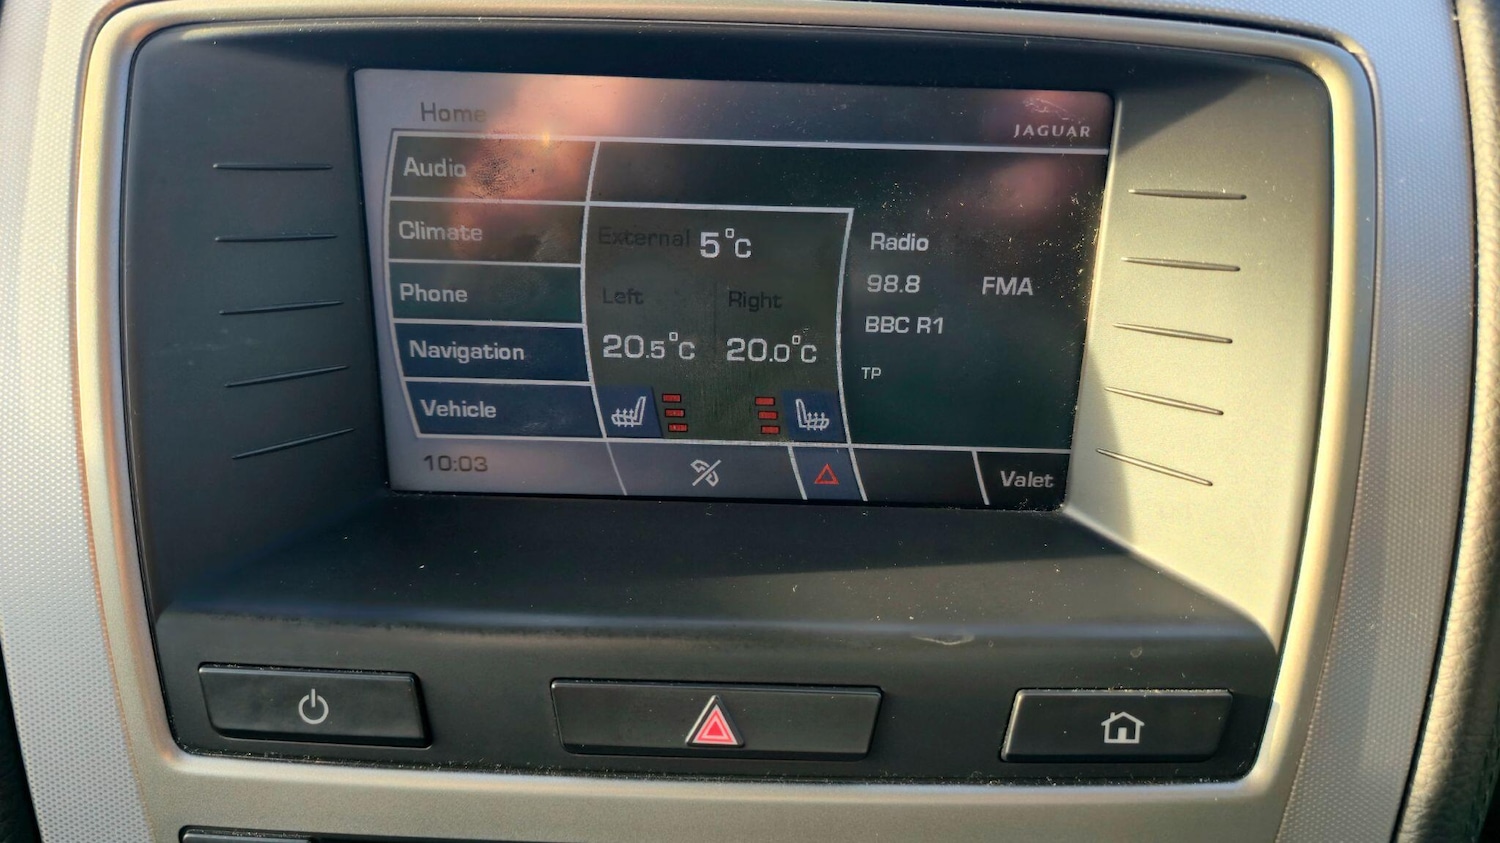 Home
JAGUAR
Audio
Climate
Phone
Navigation
Vehicle
External 5°C
Left Right
20.5°C 20.0°C
Radio
98.8 FMA
BBC R1
TP
10:03
Valet